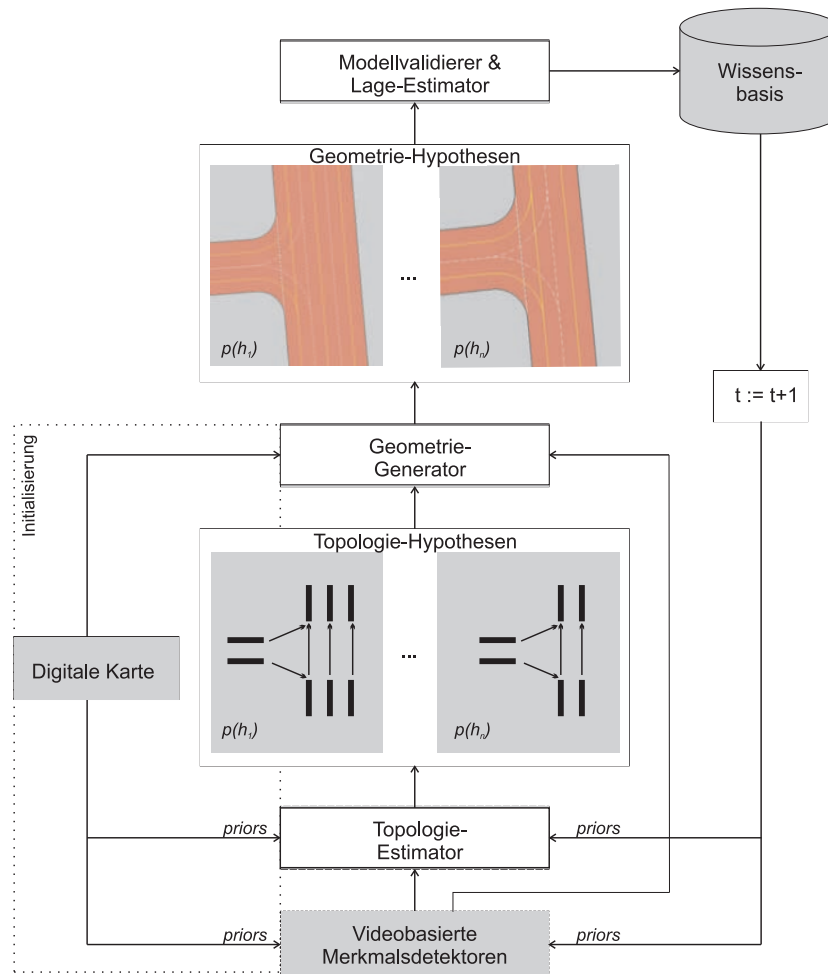 Modellvalidierer &
Lage-Estimator
Wissens-
basis
Geometrie-Hypothesen
...
p(h₁)
p(hₙ)
t := t+1
Initialisierung
Geometrie-
Generator
Topologie-Hypothesen
Digitale Karte
...
p(h₁)
p(hₙ)
priors
Topologie-
Estimator
priors
priors
Videobasierte
Merkmalsdetektoren
priors